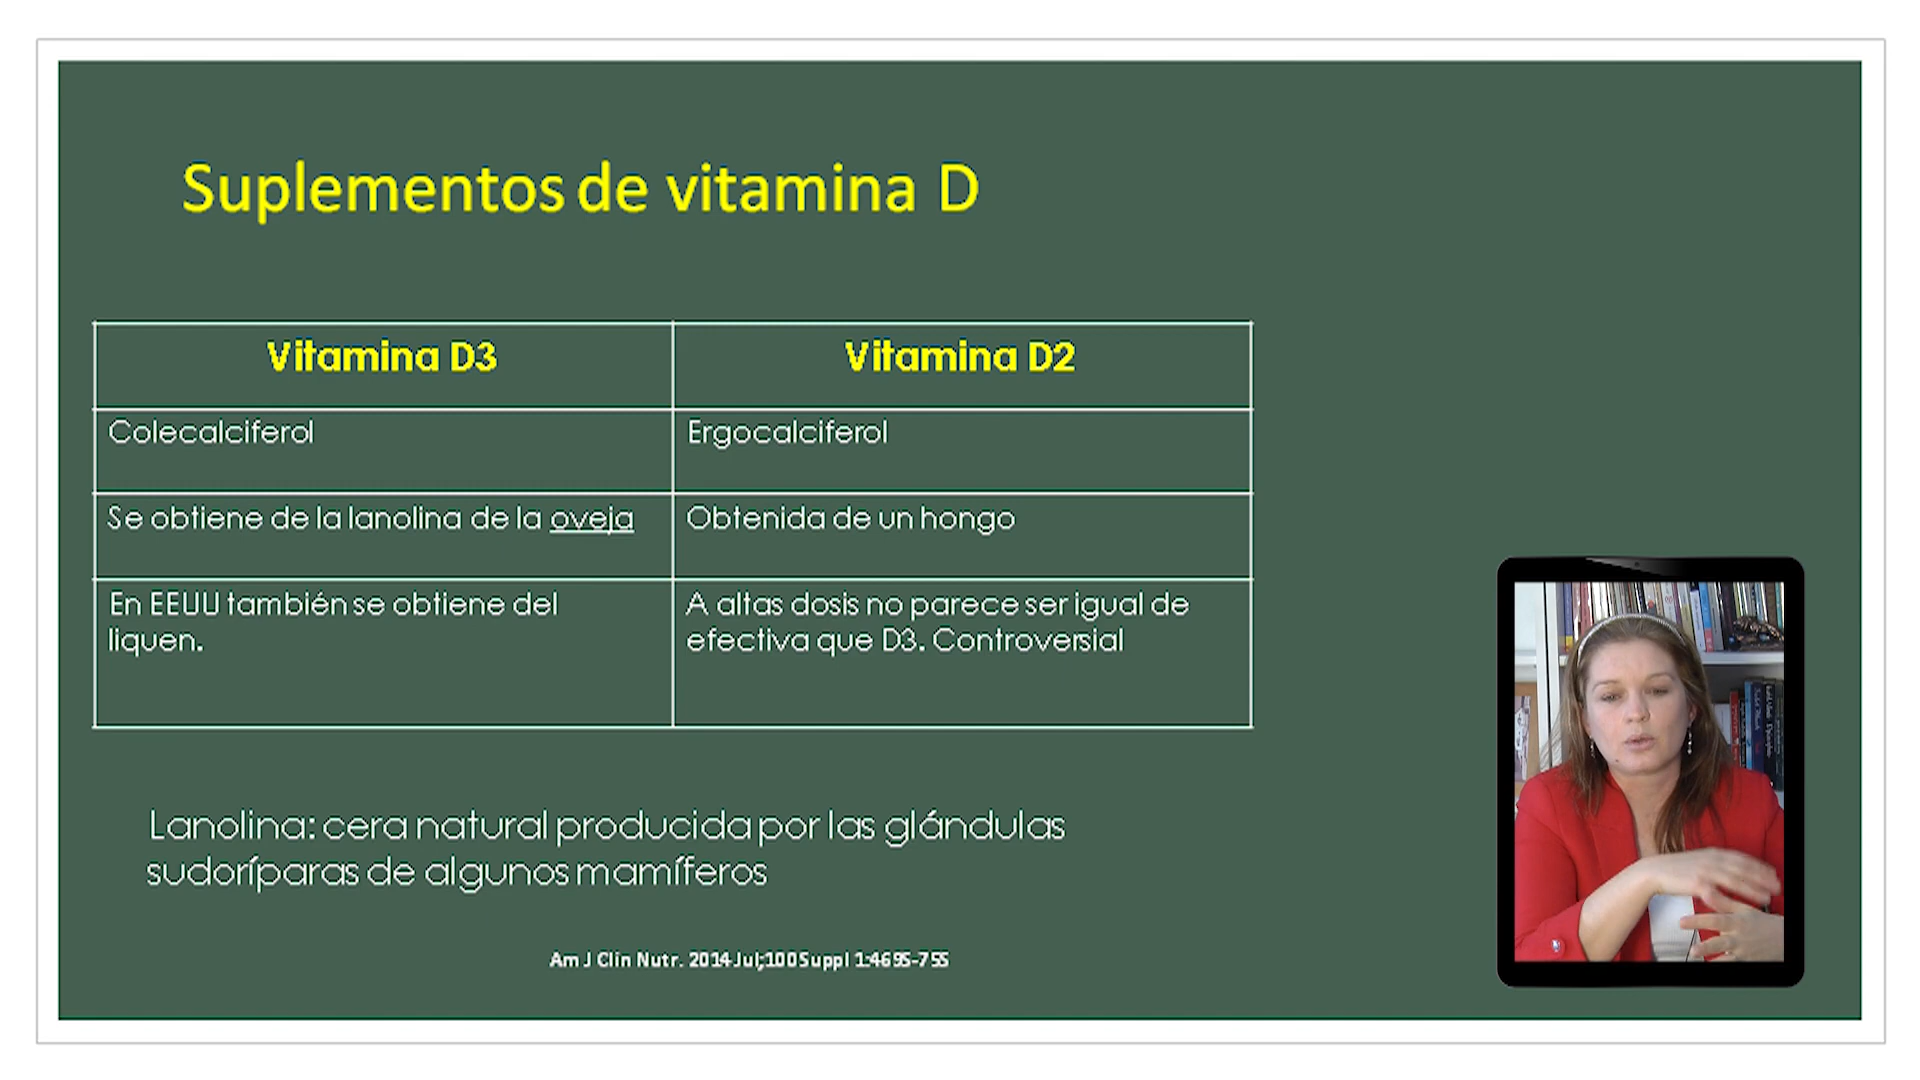 Suplementos de vitamina D
Vitamina D3
Vitamina D2
Colecalciferol
Ergocalciferol
Se obtiene de la lanolina de la oveja
Obtenida de un hongo
En EEUU también se obtiene del
liquen.
A altas dosis no parece ser igual de
efectiva que D3. Controversial
Lanolina: cera natural producida por las glándulas
sudoríparas de algunos mamíferos
Am J Clin Nutr. 2014 Jul;100 Suppl 1:469S-75S